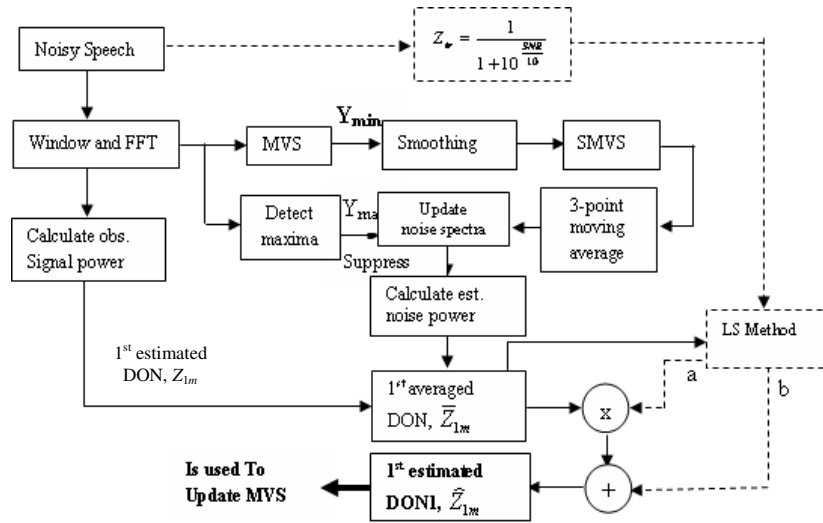 Noisy Speech
Z_tr = 1 / (1+10^(SNR/10))
Window and FFT
MVS
Y_min
Smoothing
SMVS
Calculate obs.
Signal power
Detect
maxima
Y_ma
Suppress
Update
noise spectra
3-point
moving
average
Calculate est.
noise power
LS Method
1st estimated
DON, Z_1m
1st averaged
DON, Z̅_1m
x
a
b
Is used To
Update MVS
1st estimated
DON1, Ẑ_1m
+